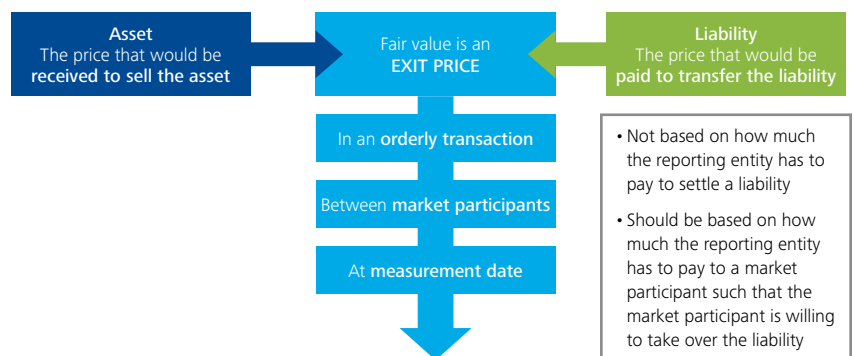 Asset
The price that would be
received to sell the asset
Fair value is an
EXIT PRICE
Liability
The price that would be
paid to transfer the liability
In an orderly transaction
Between market participants
At measurement date
• Not based on how much
the reporting entity has to
pay to settle a liability
• Should be based on how
much the reporting entity
has to pay to a market
participant such that the
market participant is willing
to take over the liability